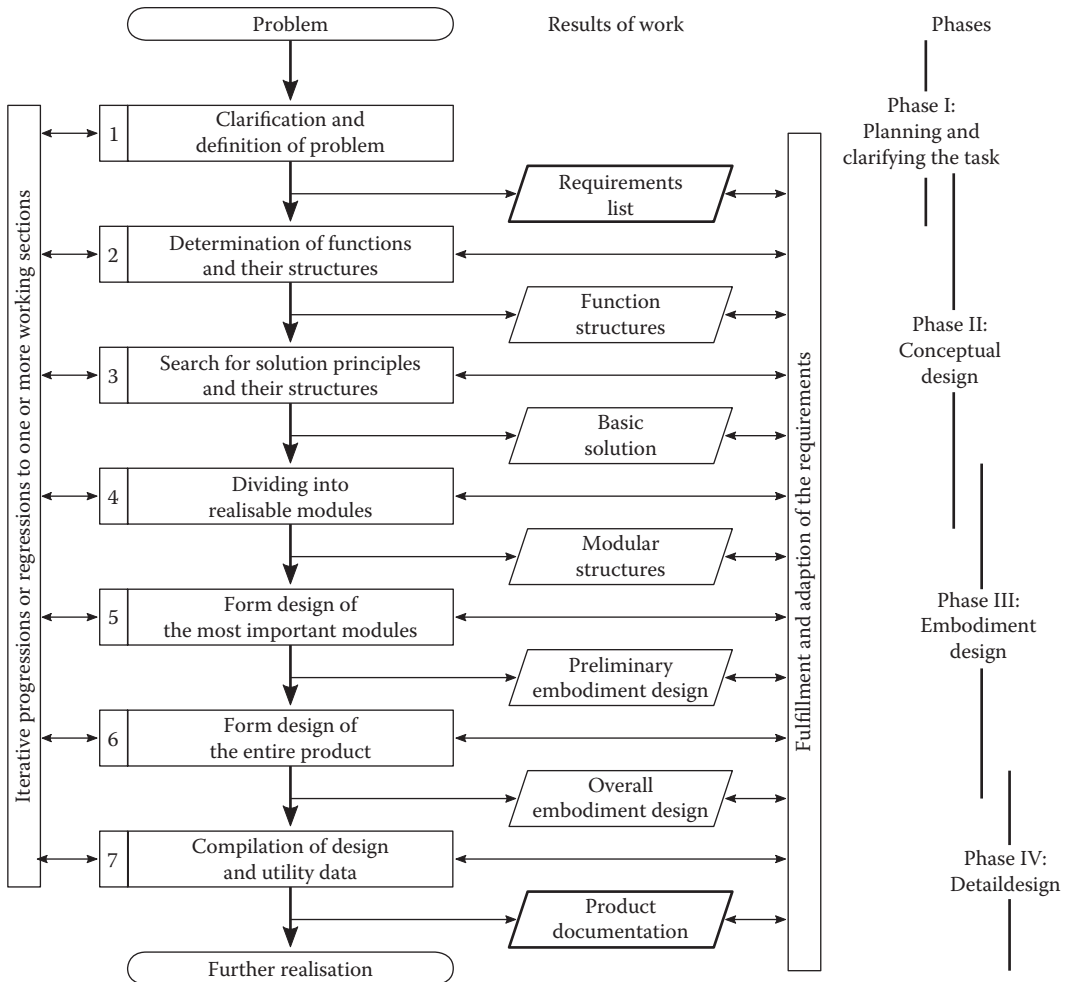 Problem
Results of work
Phases
Iterative progressions or regressions to one or more working sections
1
Clarification and
definition of problem
Requirements
list
2
Determination of functions
and their structures
Function
structures
3
Search for solution principles
and their structures
Basic
solution
4
Dividing into
realisable modules
Modular
structures
5
Form design of
the most important modules
Preliminary
embodiment design
6
Form design of
the entire product
Overall
embodiment design
7
Compilation of design
and utility data
Product
documentation
Further realisation
Fulfillment and adaption of the requirements
Phase I:
Planning and
clarifying the task
Phase II:
Conceptual
design
Phase III:
Embodiment
design
Phase IV:
Detaildesign